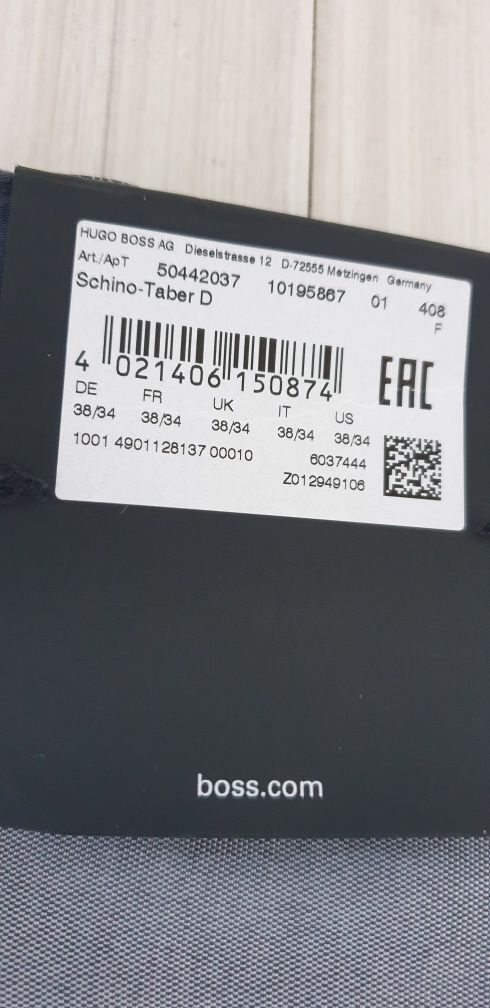 HUGO BOSS AG Dieselstrasse 12 D-72555 Metzingen Germany
Art./ApT 50442037 10195867 01 408
Schino-Taber D F
4 021406 150874
EAC
DE FR UK IT US
38/34 38/34 38/34 38/34 38/34
1001 4901128137 00010 6037444
Z012949106
boss.com